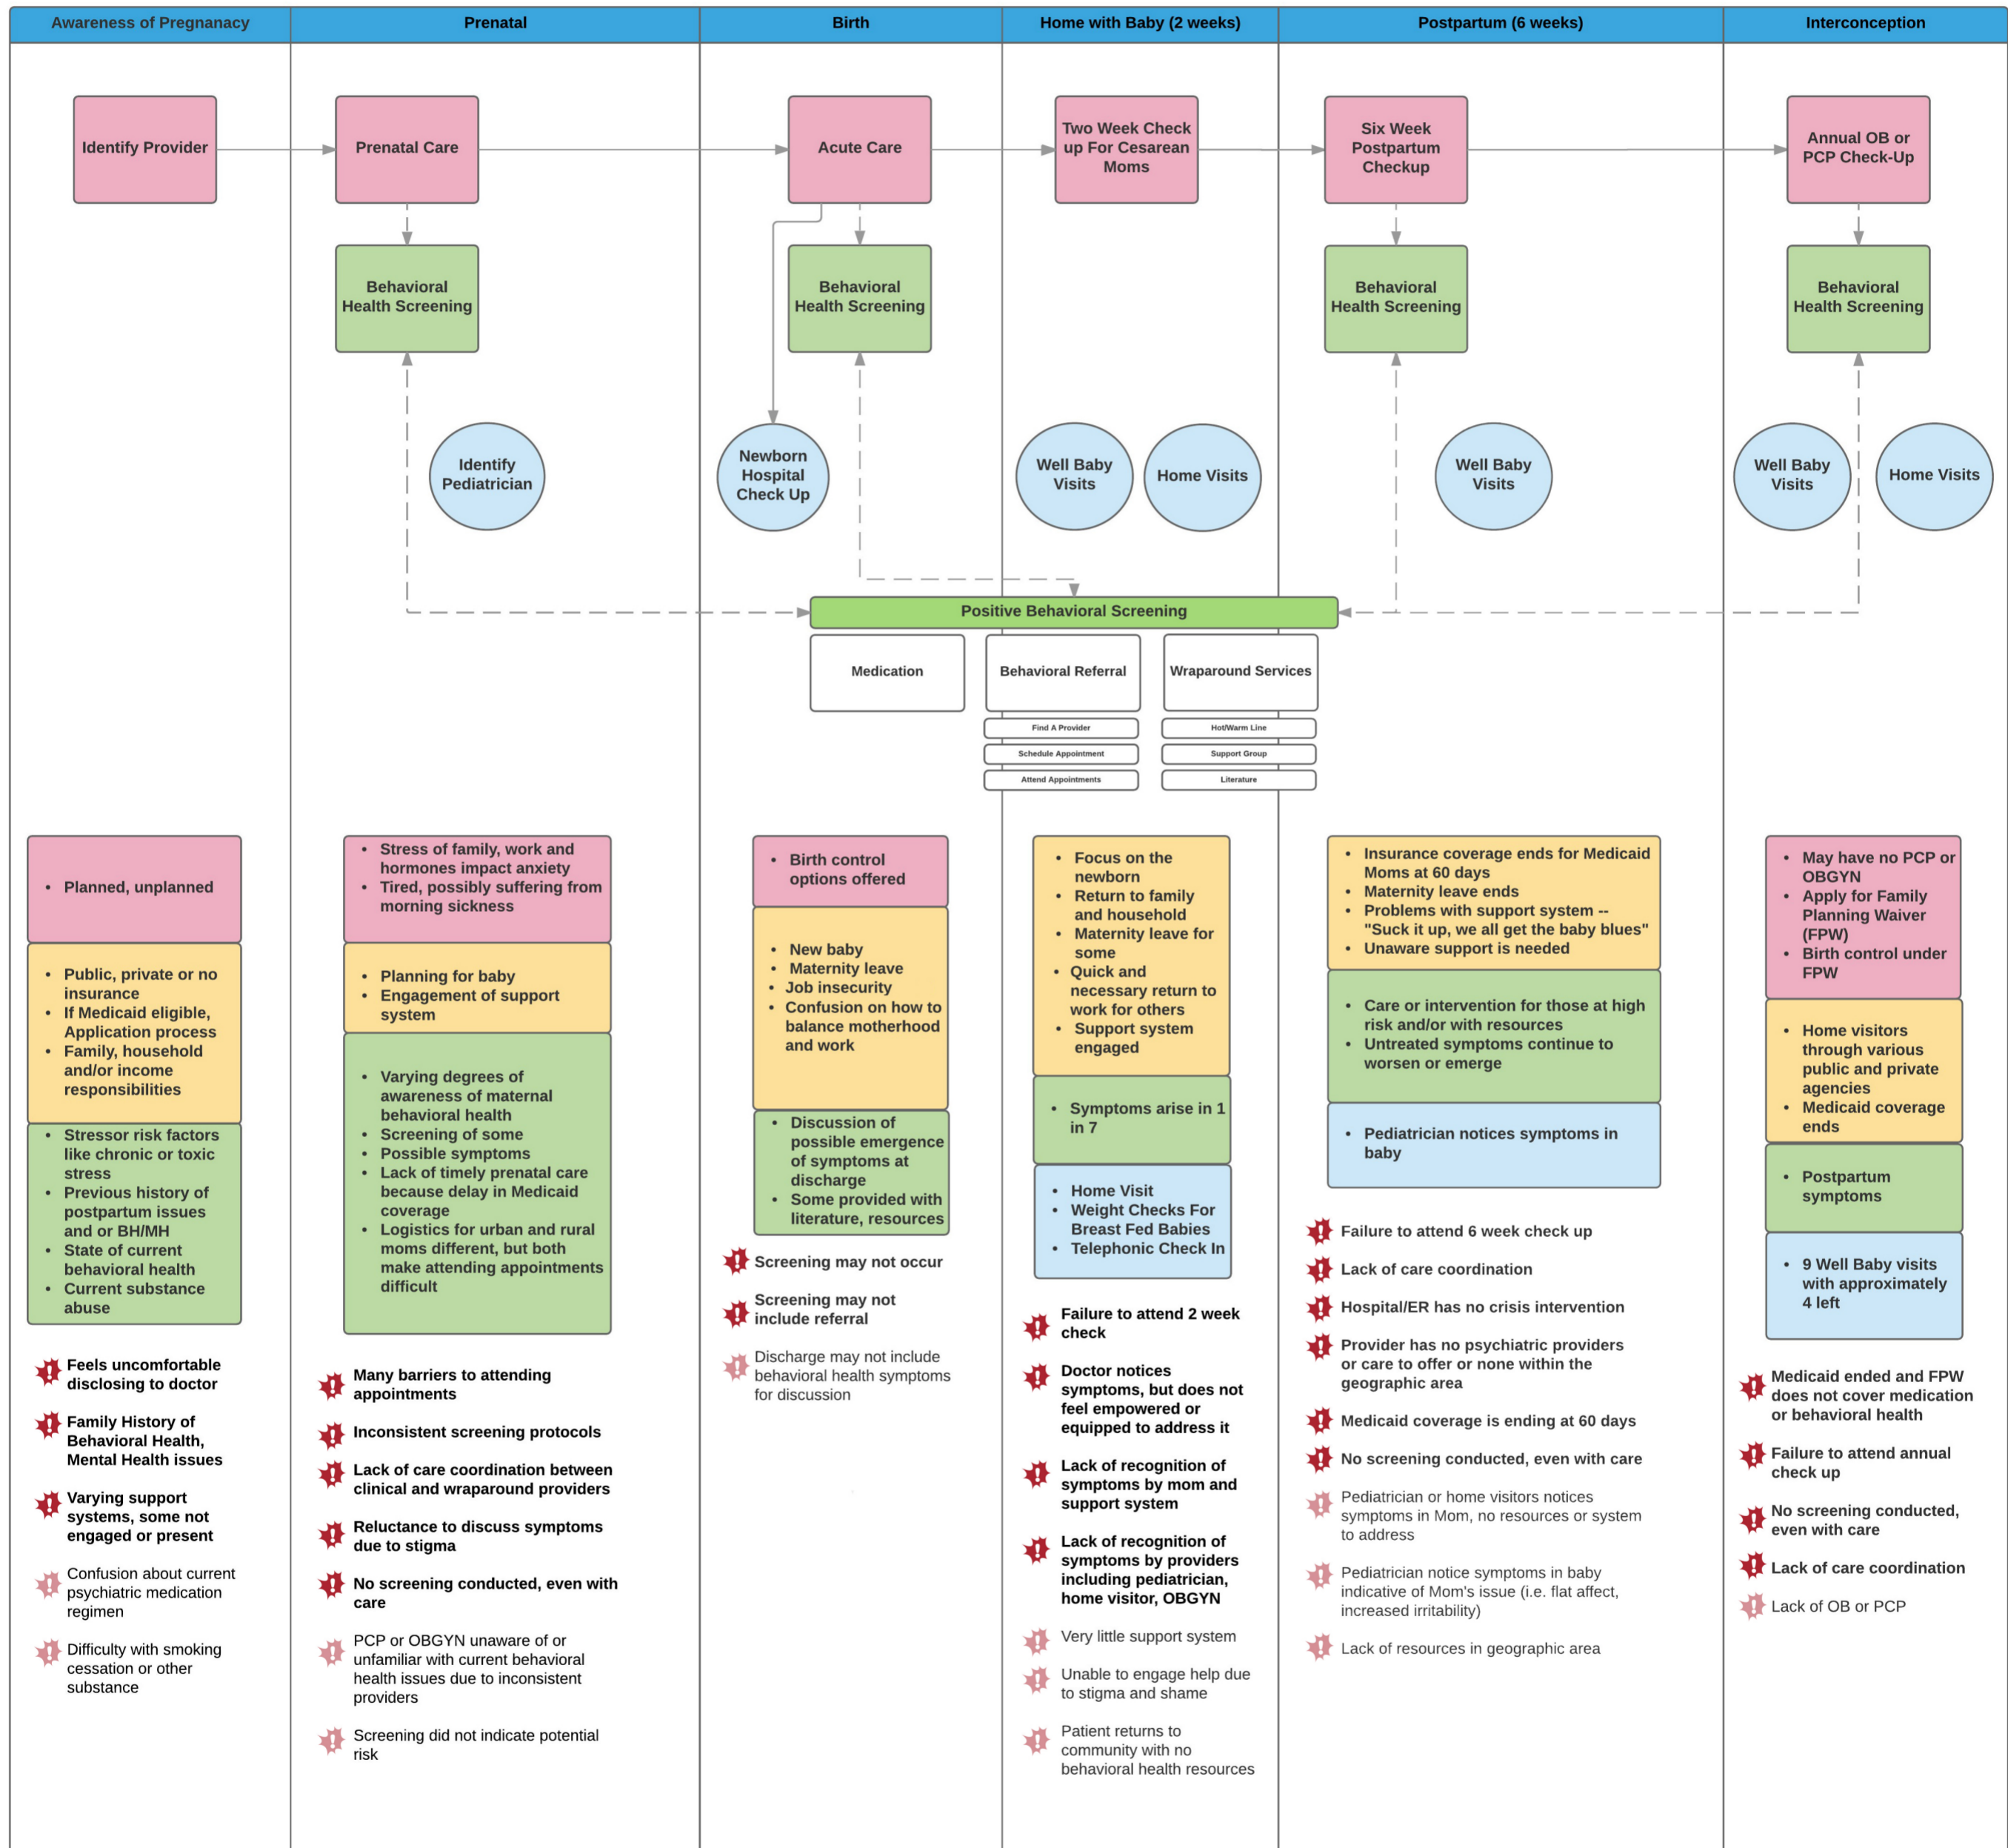 Awareness of Pregnanacy
Prenatal
Birth
Home with Baby (2 weeks)
Postpartum (6 weeks)
Interconception
Identify Provider
Prenatal Care
Acute Care
Two Week Check
up For Cesarean
Moms
Six Week
Postpartum
Checkup
Annual OB or
PCP Check-Up
Behavioral
Health Screening
Behavioral
Health Screening
Behavioral
Health Screening
Behavioral
Health Screening
Identify
Pediatrician
Newborn
Hospital
Check Up
Well Baby
Visits
Home Visits
Well Baby
Visits
Well Baby
Visits
Home Visits
Positive Behavioral Screening
Medication
Behavioral Referral
Wraparound Services
Find A Provider
Schedule Appointment
Attend Appointments
Hot/Warm Line
Support Group
Literature
• Planned, unplanned
• Public, private or no
insurance
• If Medicaid eligible,
Application process
• Family, household
and/or income
responsibilities
• Stressor risk factors
like chronic or toxic
stress
• Previous history of
postpartum issues
and or BH/MH
• State of current
behavioral health
• Current substance
abuse
Feels uncomfortable
disclosing to doctor
Family History of
Behavioral Health,
Mental Health issues
Varying support
systems, some not
engaged or present
Confusion about current
psychiatric medication
regimen
Difficulty with smoking
cessation or other
substance
• Stress of family, work and
hormones impact anxiety
• Tired, possibly suffering from
morning sickness
• Planning for baby
• Engagement of support
system
• Varying degrees of
awareness of maternal
behavioral health
• Screening of some
• Possible symptoms
• Lack of timely prenatal care
because delay in Medicaid
coverage
• Logistics for urban and rural
moms different, but both
make attending appointments
difficult
Many barriers to attending
appointments
Inconsistent screening protocols
Lack of care coordination between
clinical and wraparound providers
Reluctance to discuss symptoms
due to stigma
No screening conducted, even with
care
PCP or OBGYN unaware of or
unfamiliar with current behavioral
health issues due to inconsistent
providers
Screening did not indicate potential
risk
• Birth control
options offered
• New baby
• Maternity leave
• Job insecurity
• Confusion on how to
balance motherhood
and work
• Discussion of
possible emergence
of symptoms at
discharge
• Some provided with
literature, resources
Screening may not occur
Screening may not
include referral
Discharge may not include
behavioral health symptoms
for discussion
• Focus on the
newborn
• Return to family
and household
• Maternity leave for
some
• Quick and
necessary return to
work for others
• Support system
engaged
• Symptoms arise in 1
in 7
• Home Visit
• Weight Checks For
Breast Fed Babies
• Telephonic Check In
Failure to attend 2 week
check
Doctor notices
symptoms, but does not
feel empowered or
equipped to address it
Lack of recognition of
symptoms by mom and
support system
Lack of recognition of
symptoms by providers
including pediatrician,
home visitor, OBGYN
Very little support system
Unable to engage help due
to stigma and shame
Patient returns to
community with no
behavioral health resources
• Insurance coverage ends for Medicaid
Moms at 60 days
• Maternity leave ends
• Problems with support system --
"Suck it up, we all get the baby blues"
• Unaware support is needed
• Care or intervention for those at high
risk and/or with resources
• Untreated symptoms continue to
worsen or emerge
• Pediatrician notices symptoms in
baby
Failure to attend 6 week check up
Lack of care coordination
Hospital/ER has no crisis intervention
Provider has no psychiatric providers
or care to offer or none within the
geographic area
Medicaid coverage is ending at 60 days
No screening conducted, even with care
Pediatrician or home visitors notices
symptoms in Mom, no resources or system
to address
Pediatrician notice symptoms in baby
indicative of Mom's issue (i.e. flat affect,
increased irritability)
Lack of resources in geographic area
• May have no PCP or
OBGYN
• Apply for Family
Planning Waiver
(FPW)
• Birth control under
FPW
• Home visitors
through various
public and private
agencies
• Medicaid coverage
ends
• Postpartum
symptoms
• 9 Well Baby visits
with approximately
4 left
Medicaid ended and FPW
does not cover medication
or behavioral health
Failure to attend annual
check up
No screening conducted,
even with care
Lack of care coordination
Lack of OB or PCP